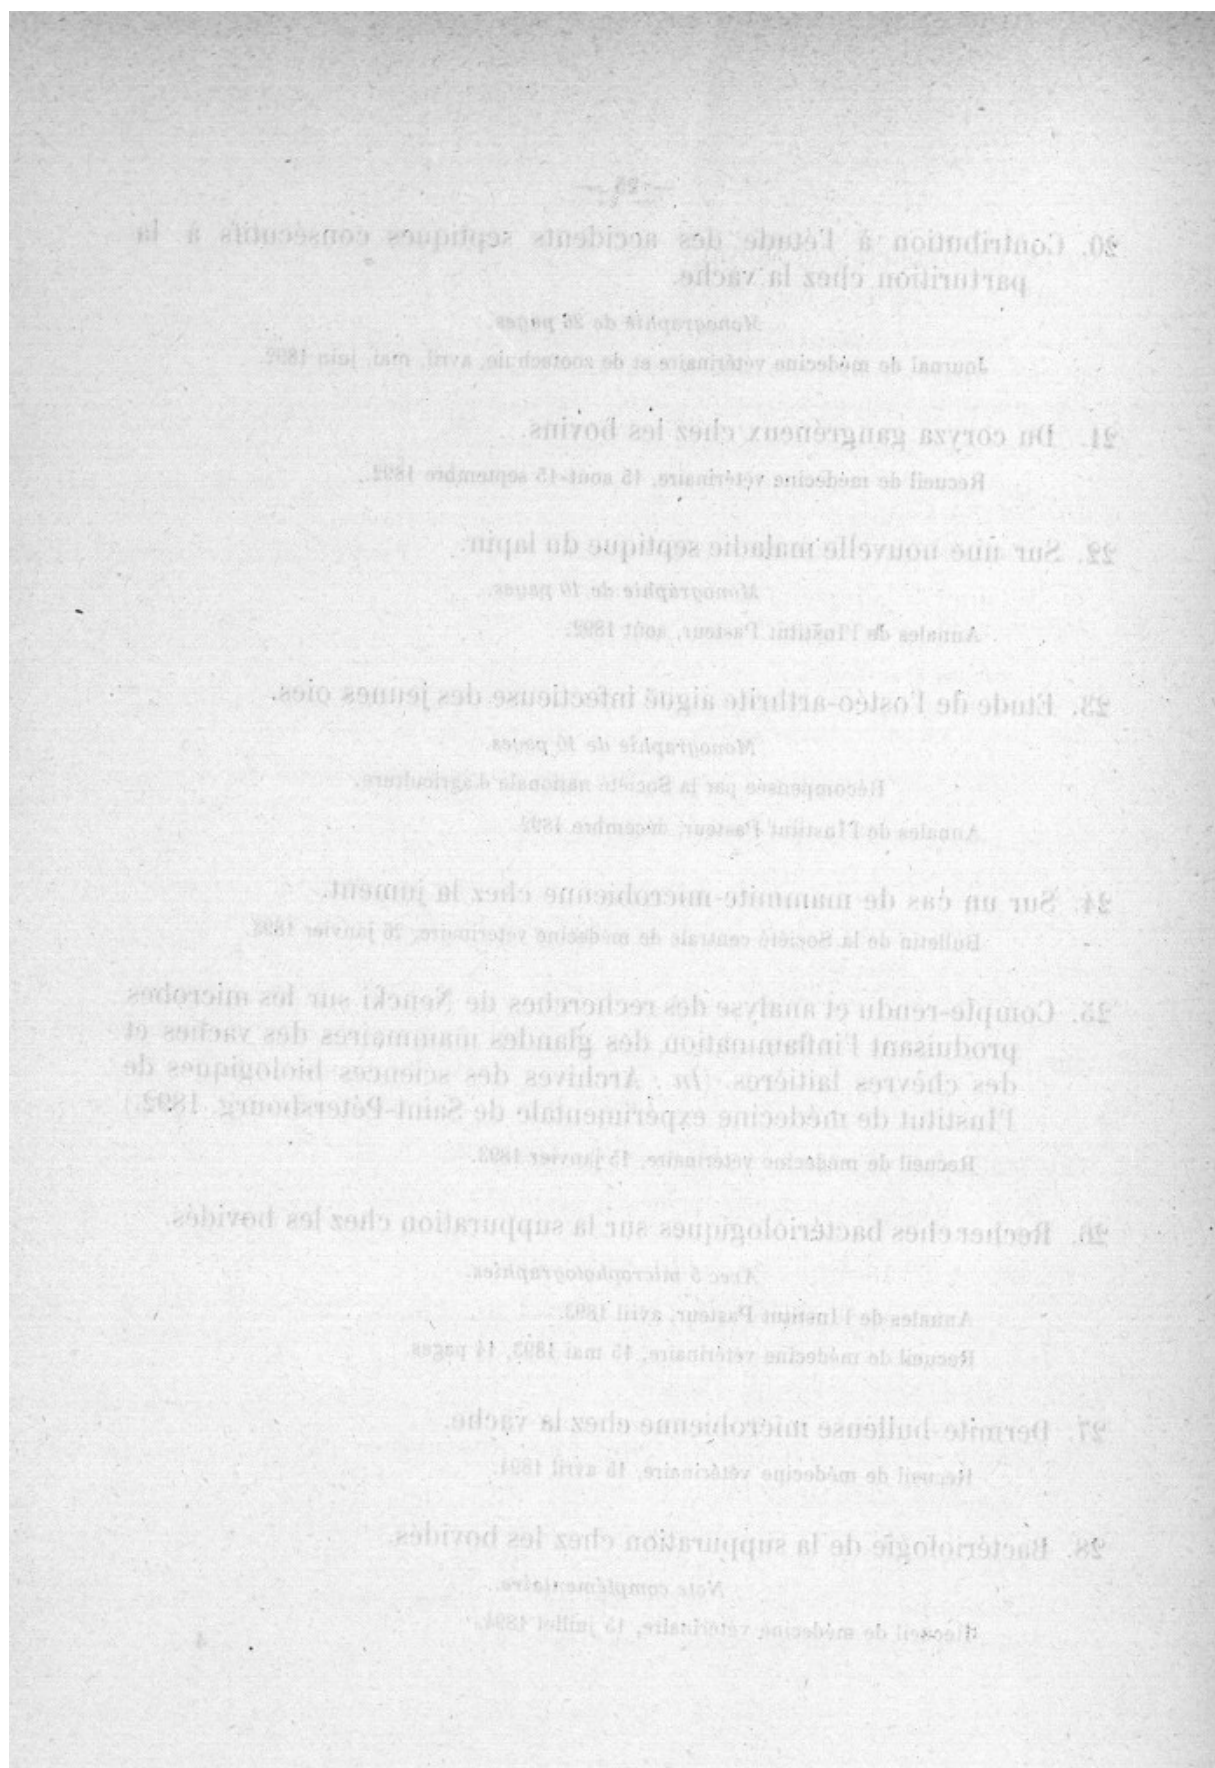 — 25 —
20. Contribution à l'étude des accidents septiques consécutifs à la
parturition chez la vache.
Monographie de 26 pages.
Journal de médecine vétérinaire et de zootechnie, avril, mai, juin 1892.
21. Du coryza gangréneux chez les bovins.
Recueil de médecine vétérinaire, 15 août-15 septembre 1892.
22. Sur une nouvelle maladie septique du lapin.
Monographie de 10 pages.
Annales de l'Institut Pasteur, août 1892.
23. Etude de l'ostéo-arthrite aiguë infectieuse des jeunes oies.
Monographie de 16 pages.
Récompensée par la Société nationale d'agriculture.
Annales de l'Institut Pasteur, décembre 1892.
24. Sur un cas de mammite microbienne chez la jument.
Bulletin de la Société centrale de médecine vétérinaire, 26 janvier 1893.
25. Compte-rendu et analyse des recherches de Nencki sur les microbes
produisant l'inflammation des glandes mammaires des vaches et
des chèvres laitières. (In : Archives des sciences biologiques de
l'Institut de médecine expérimentale de Saint-Pétersbourg, 1892.)
Recueil de médecine vétérinaire, 15 janvier 1893.
26. Recherches bactériologiques sur la suppuration chez les bovidés.
Avec 5 microphotographies.
Annales de l'Institut Pasteur, avril 1893.
Recueil de médecine vétérinaire, 15 mai 1893, 14 pages.
27. Dermite bulleuse microbienne chez la vache.
Recueil de médecine vétérinaire, 15 avril 1894.
28. Bactériologie de la suppuration chez les bovidés.
Note complémentaire.
Recueil de médecine vétérinaire, 15 juillet 1894.
4